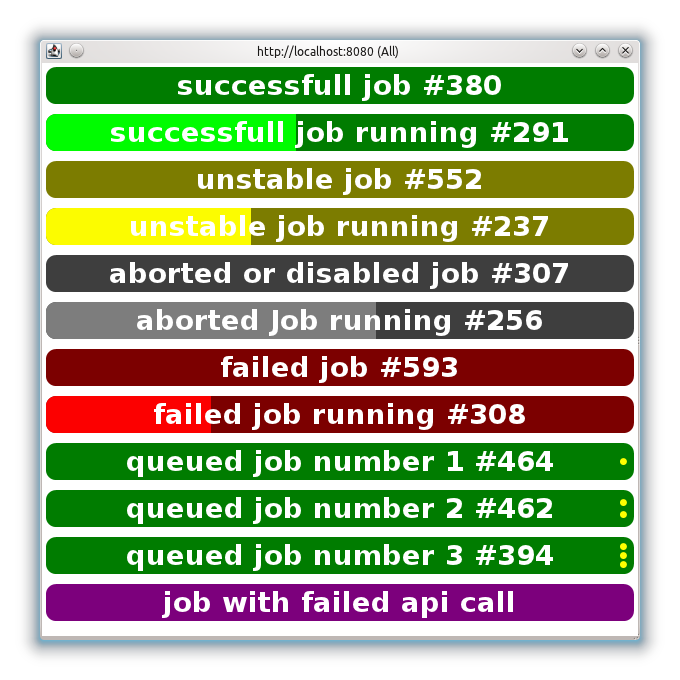 http://localhost:8080 (All)
successfull job #380
successfull job running #291
unstable job #552
unstable job running #237
aborted or disabled job #307
aborted Job running #256
failed job #593
failed job running #308
queued job number 1 #464
queued job number 2 #462
queued job number 3 #394
job with failed api call